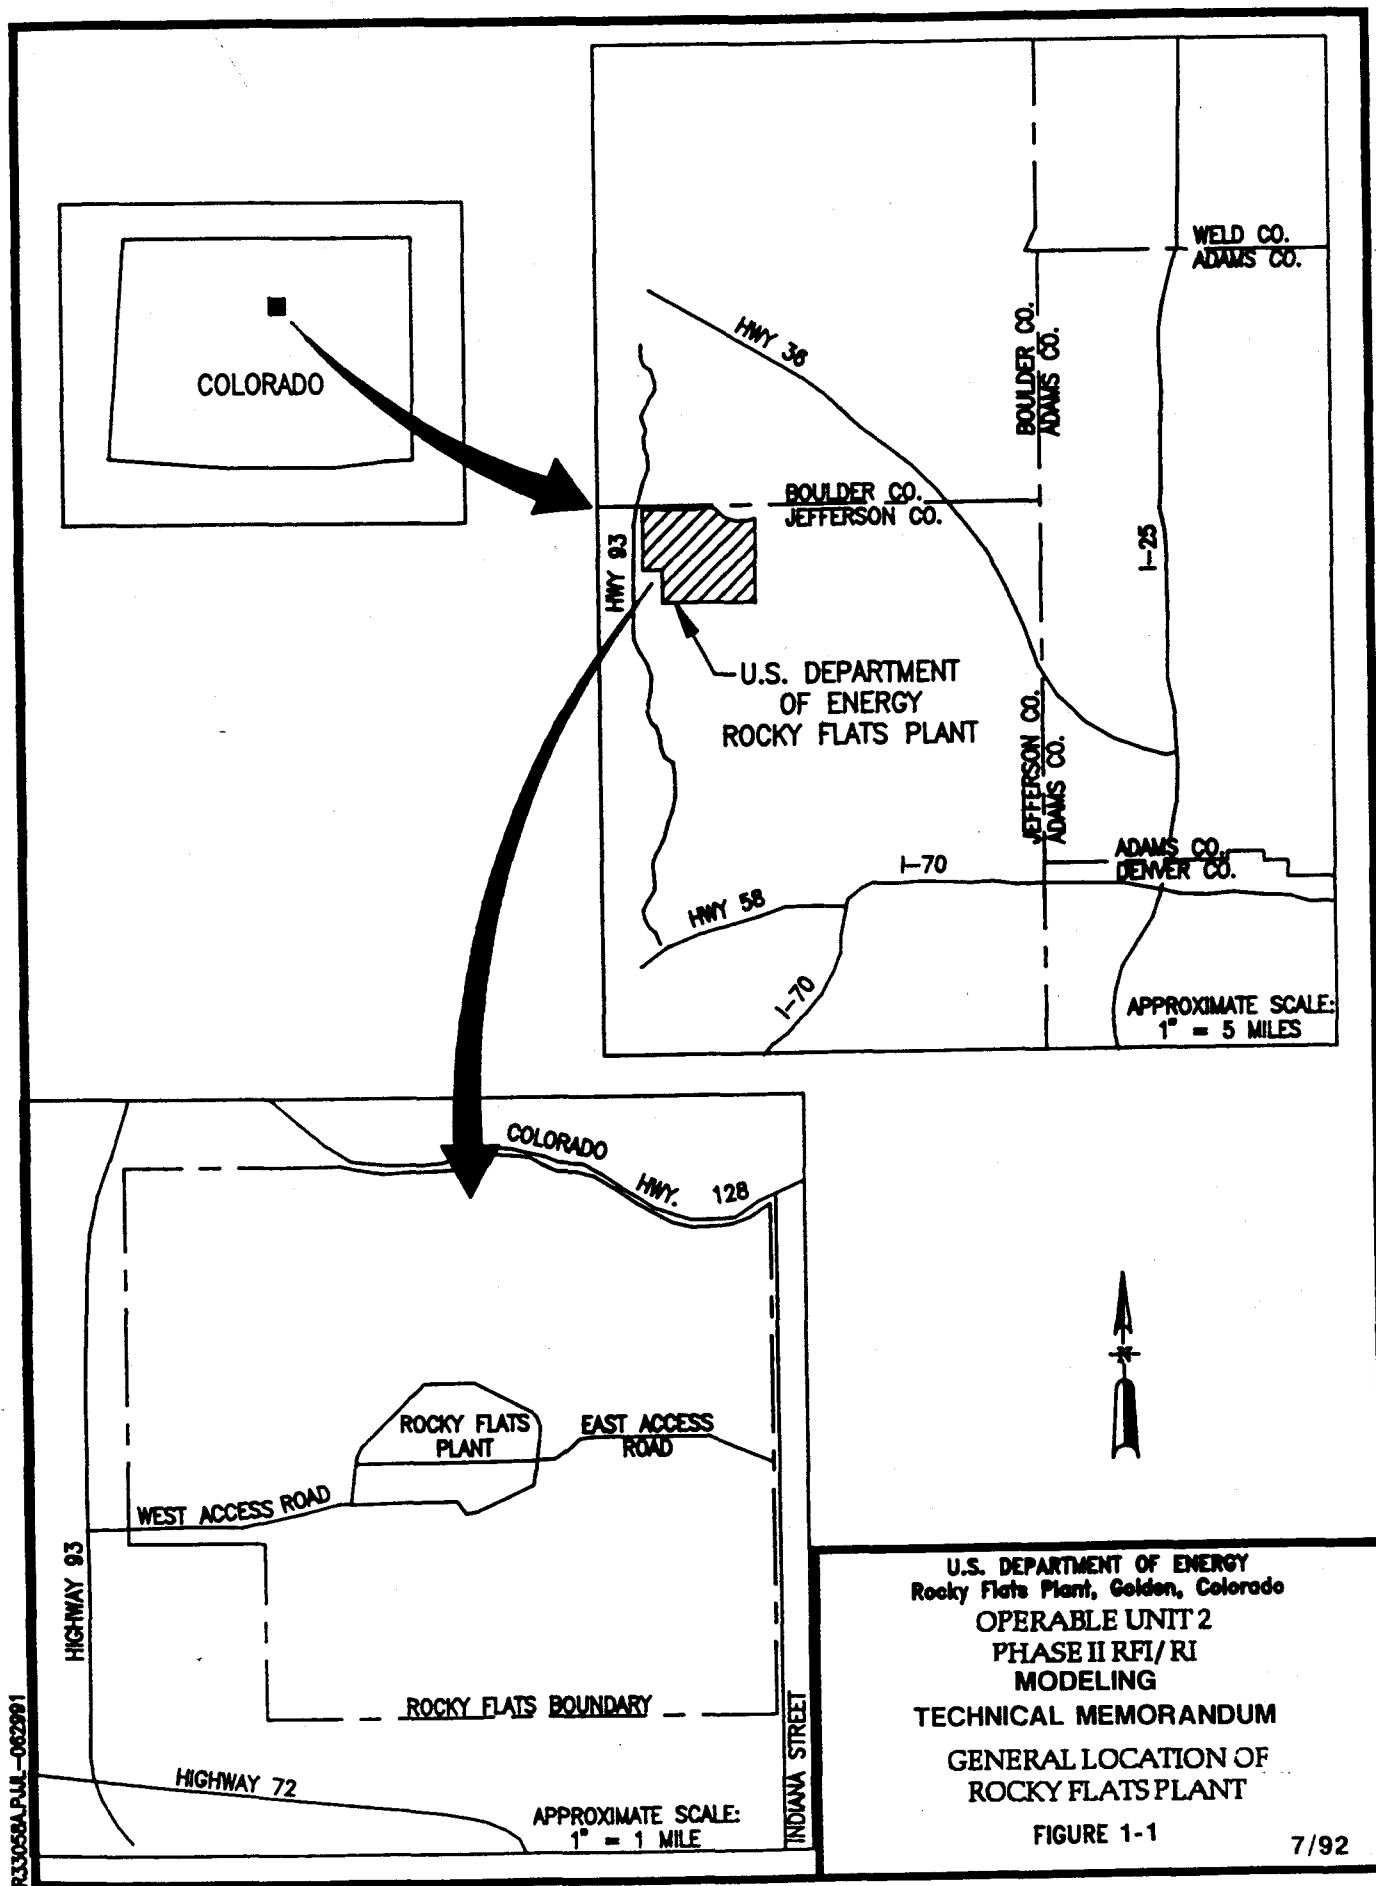 COLORADO
WELD CO.
ADAMS CO.
HWY 36
BOULDER CO.
ADAMS CO.
BOULDER CO.
JEFFERSON CO.
HWY 93
I-25
U.S. DEPARTMENT
OF ENERGY
ROCKY FLATS PLANT
JEFFERSON CO.
ADAMS CO.
ADAMS CO.
DENVER CO.
I-70
HWY 58
I-70
APPROXIMATE SCALE:
1" = 5 MILES
COLORADO
HWY. 128
N
ROCKY FLATS
PLANT
EAST ACCESS
ROAD
WEST ACCESS ROAD
HIGHWAY 93
ROCKY FLATS BOUNDARY
INDIANA STREET
HIGHWAY 72
APPROXIMATE SCALE:
1" = 1 MILE
R33058A.PJJL-062991
U.S. DEPARTMENT OF ENERGY
Rocky Flats Plant, Golden, Colorado
OPERABLE UNIT 2
PHASE II RFI/ RI
MODELING
TECHNICAL MEMORANDUM
GENERAL LOCATION OF
ROCKY FLATS PLANT
FIGURE 1-1
7/92